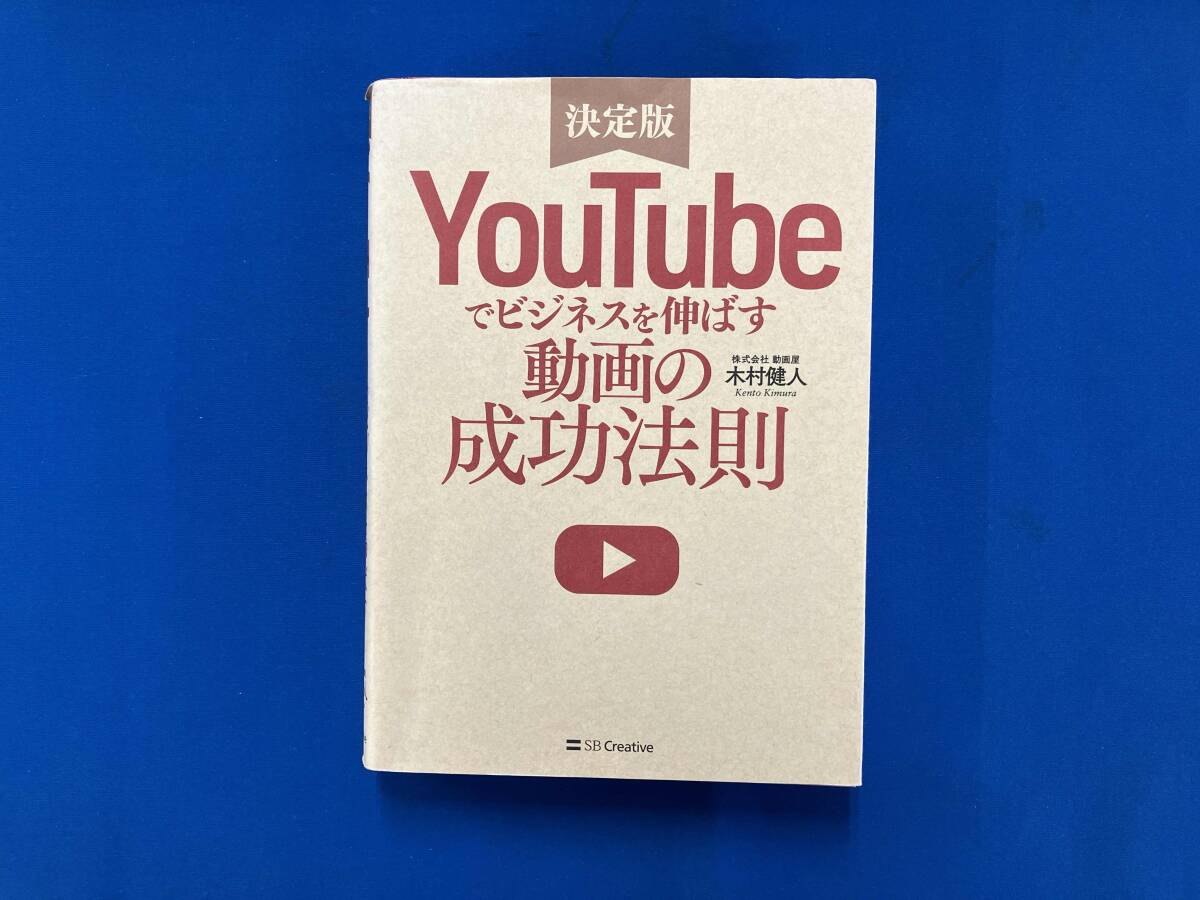 決定版
YouTube
でビジネスを伸ばす
動画の
成功法則
株式会社 動画屋
木村健人
Kento Kimura
SB Creative